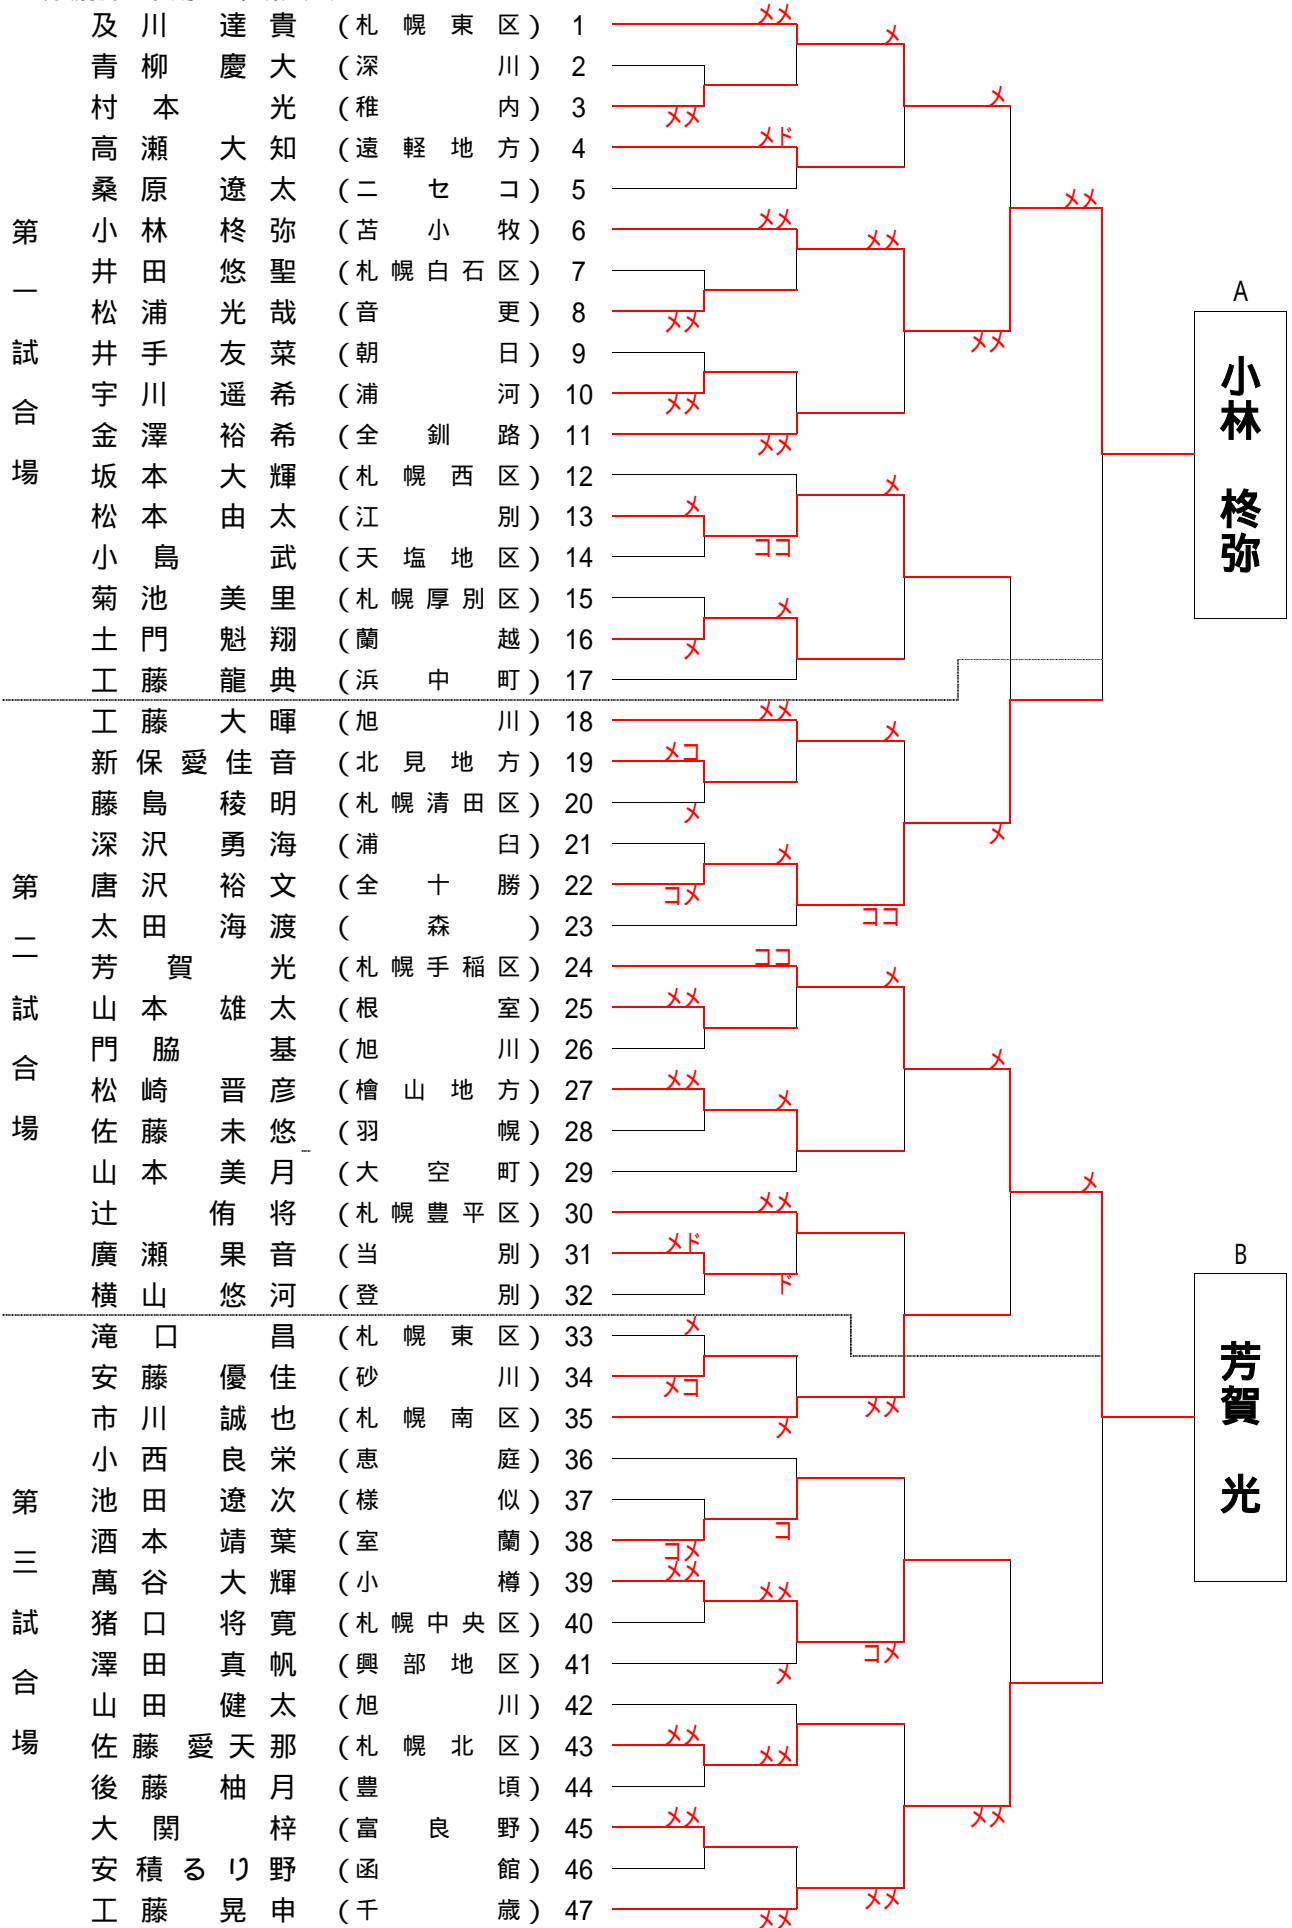 及川 達貴 (札幌東区) 1 メメ
メ
青柳 慶大 (深川) 2
村本 光 (稚内) 3 メメ
メ
高瀬 大知 (遠軽地方) 4 メド
桑原 遼太 (ニセコ) 5
メメ
小林 柊弥 (苫小牧) 6 メメ
メメ
井田 悠聖 (札幌白石区) 7
松浦 光哉 (音更) 8 メメ
メメ
井手 友菜 (朝日) 9
宇川 遥希 (浦河) 10 メメ
金澤 裕希 (全釧路) 11 メメ
坂本 大輝 (札幌西区) 12
メ
松本 由太 (江別) 13 メ
ココ
小島 武 (天塩地区) 14
菊池 美里 (札幌厚別区) 15
メ
土門 魁翔 (蘭越) 16 メ
工藤 龍典 (浜中町) 17
第一試合場
A
小林 柊弥
工藤 大暉 (旭川) 18 メメ
メ
新保愛佳音 (北見地方) 19 メコ
藤島 稜明 (札幌清田区) 20 メ
メ
深沢 勇海 (浦臼) 21
メ
唐沢 裕文 (全十勝) 22 コメ
太田 海渡 (森) 23
ココ
芳賀 光 (札幌手稲区) 24 ココ
メ
山本 雄太 (根室) 25 メメ
門脇 基 (旭川) 26
メ
松崎 晋彦 (檜山地方) 27 メメ
メ
佐藤 未悠 (羽幌) 28
山本 美月 (大空町) 29
メ
辻 侑将 (札幌豊平区) 30 メメ
廣瀬 果音 (当別) 31 メド
ド
横山 悠河 (登別) 32
第二試合場
B
芳賀 光
滝口 昌 (札幌東区) 33 メ
安藤 優佳 (砂川) 34 メコ
メメ
市川 誠也 (札幌南区) 35 メ
小西 良栄 (恵庭) 36
池田 遼次 (様似) 37
コ
酒本 靖葉 (室蘭) 38 コメ
萬谷 大輝 (小樽) 39 メメ
メメ
猪口 将寛 (札幌中央区) 40
コメ
澤田 真帆 (興部地区) 41 メ
山田 健太 (旭川) 42
佐藤 愛天那 (札幌北区) 43 メメ
メメ
後藤 柚月 (豊頃) 44
メメ
大関 梓 (富良野) 45 メメ
安積るり野 (函館) 46
メメ
工藤 晃申 (千歳) 47 メメ
第三試合場